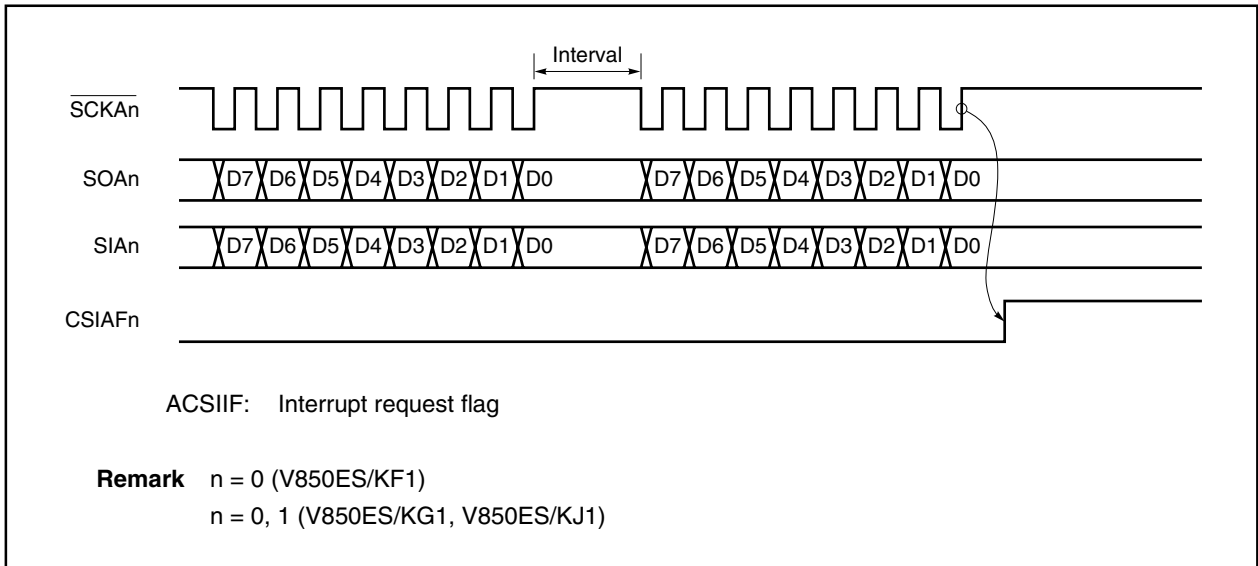 Interval
SCKAn
SOAn D7 D6 D5 D4 D3 D2 D1 D0 D7 D6 D5 D4 D3 D2 D1 D0
SIAn D7 D6 D5 D4 D3 D2 D1 D0 D7 D6 D5 D4 D3 D2 D1 D0
CSIAFn
ACSIIF: Interrupt request flag
Remark n = 0 (V850ES/KF1)
n = 0, 1 (V850ES/KG1, V850ES/KJ1)